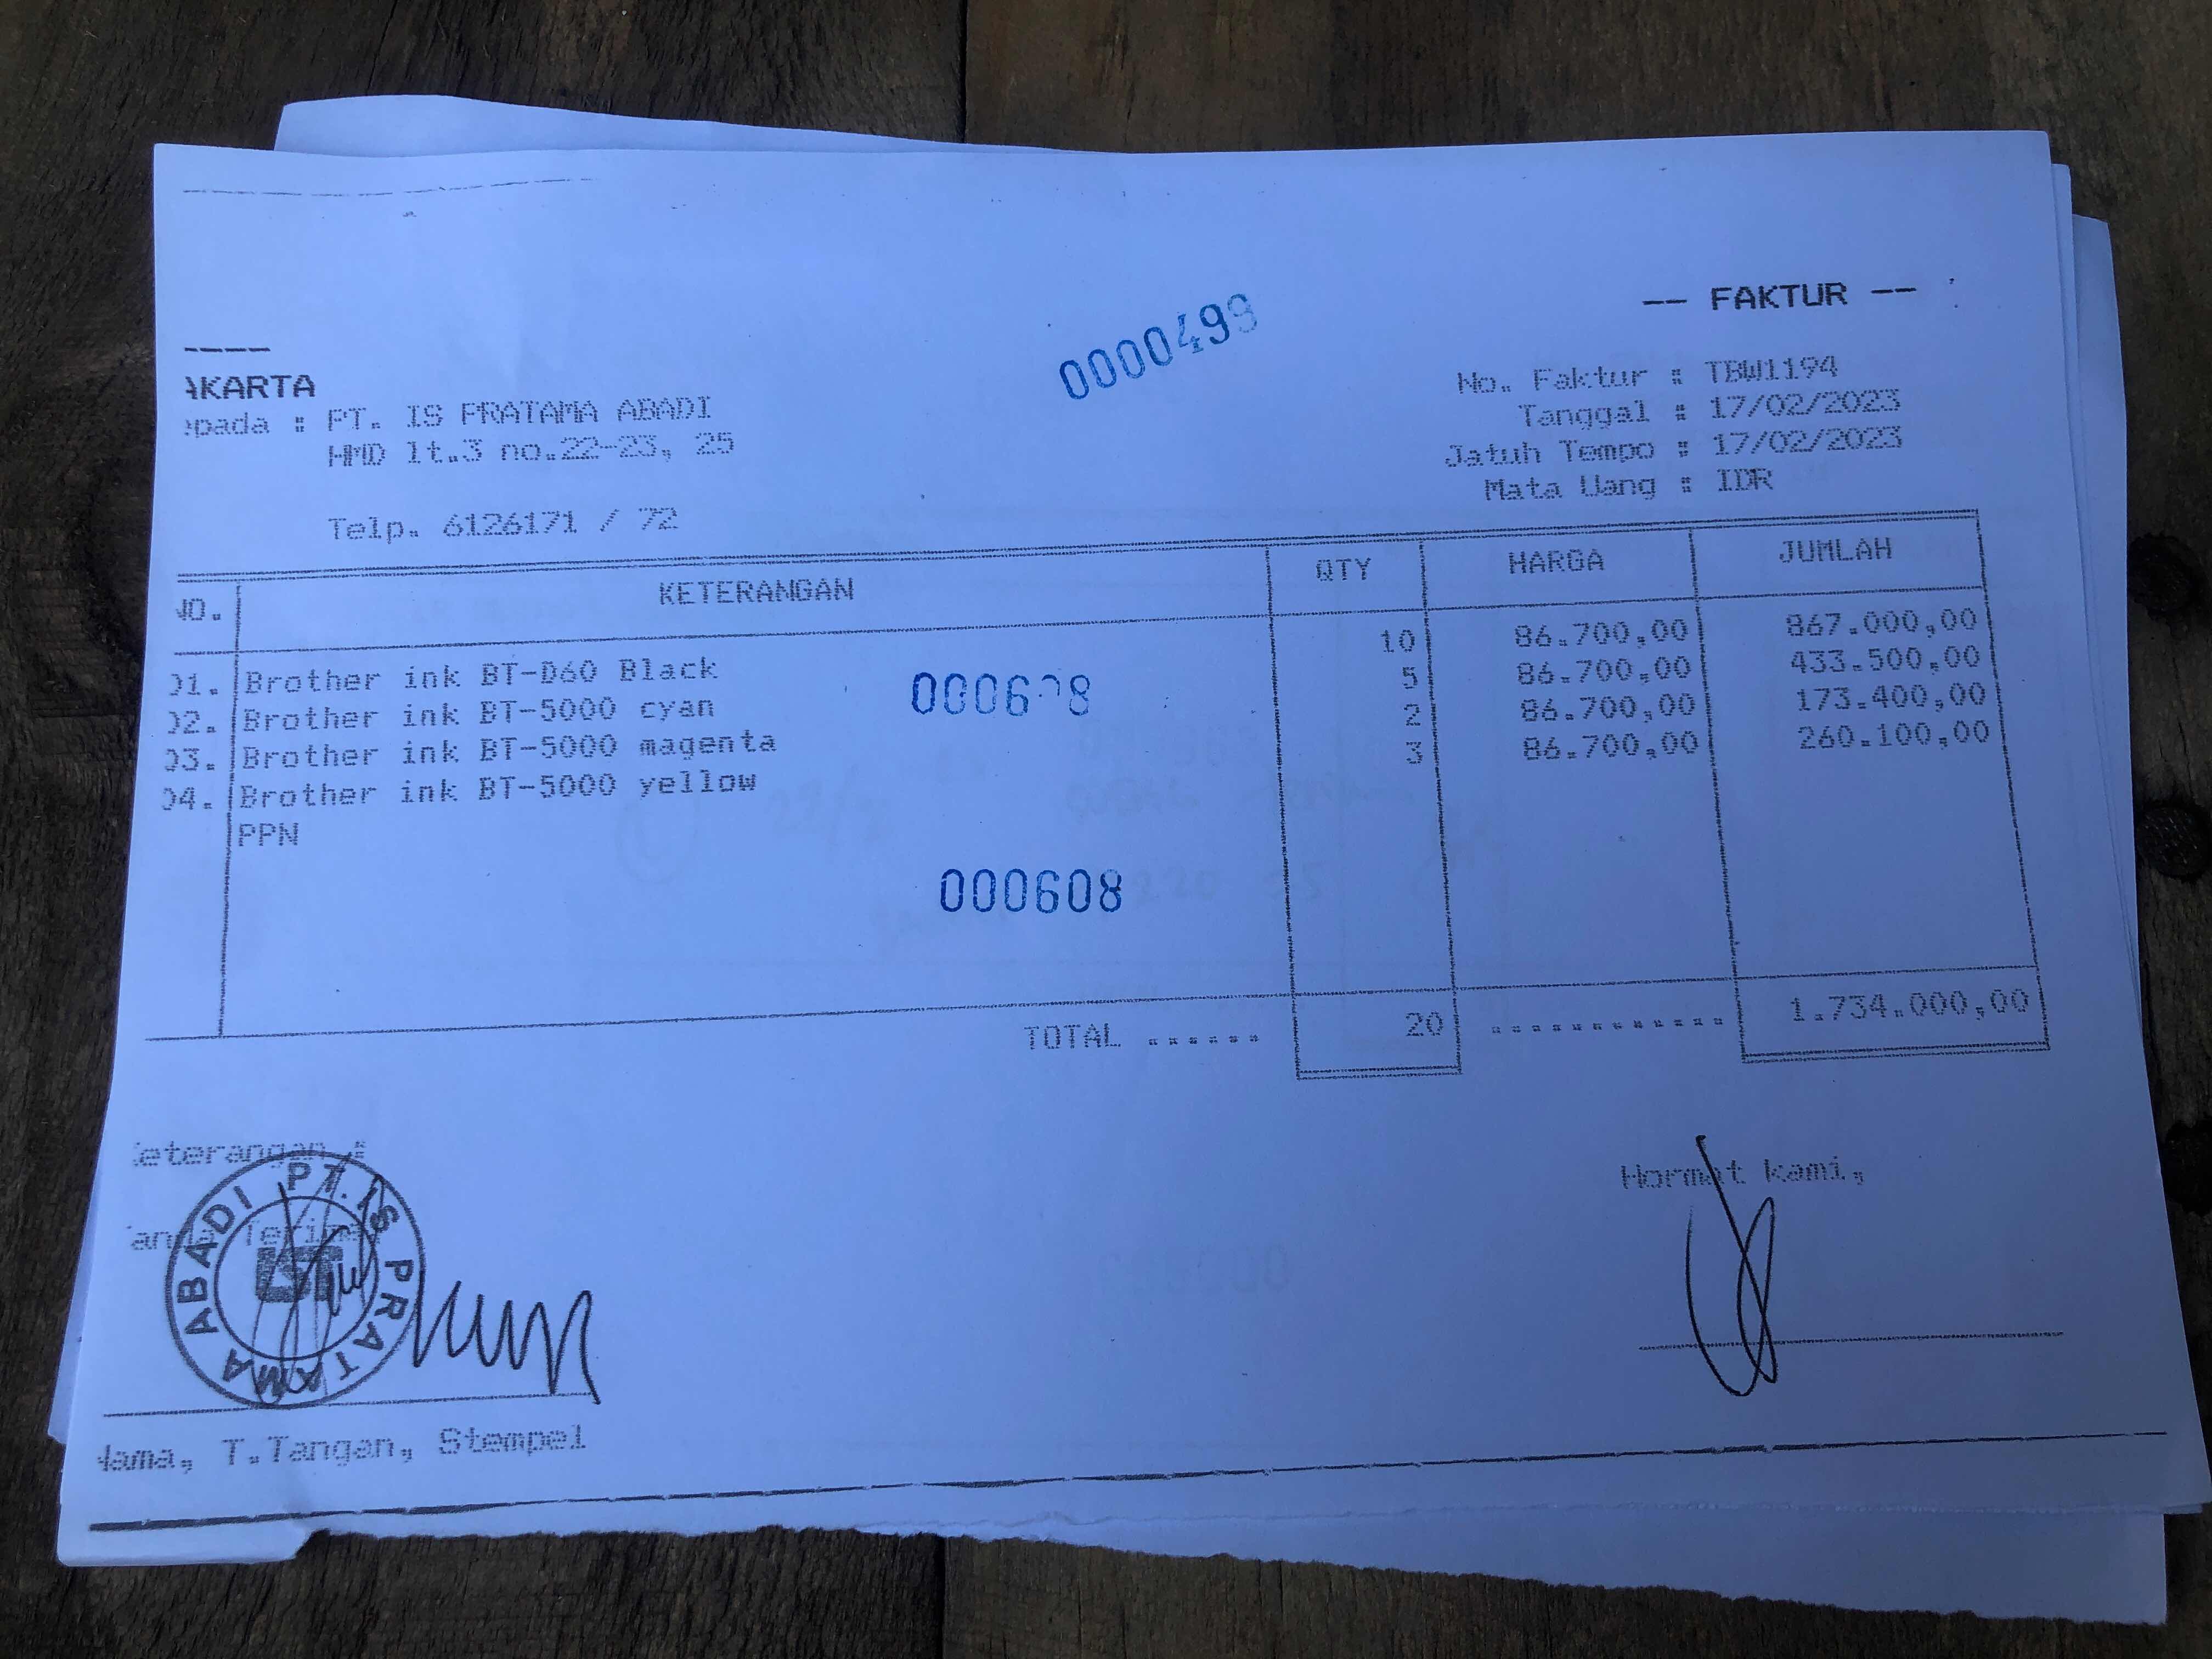 -- FAKTUR --
0000499
AKARTA
epada : PT. IS PRATAMA ABADI
HMD lt.3 no.22-23, 25
Telp. 6126171 / 72
No. Faktur : TBW1194
Tanggal : 17/02/2023
Jatuh Tempo : 17/02/2023
Mata Uang : IDR
NO. KETERANGAN QTY HARGA JUMLAH
01. Brother ink BT-D60 Black 10 86.700,00 867.000,00
02. Brother ink BT-5000 cyan 5 86.700,00 433.500,00
03. Brother ink BT-5000 magenta 2 86.700,00 173.400,00
04. Brother ink BT-5000 yellow 3 86.700,00 260.100,00
PPN
000608
TOTAL ...... 20 ............ 1.734.000,00
eterangan :
Hormat kami,
anda Terima
PT. IS PRATAMA ABADI
Nama, T.Tangan, Stempel